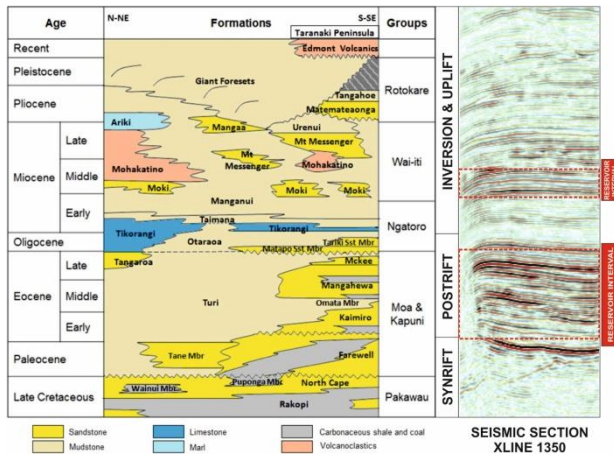 Age
N-NE
Formations
S-SE
Groups
Taranaki Peninsula
Recent
Edmont Volcanics
Pleistocene
Giant Foresets
Rotokare
Pliocene
Tangahoe
Matemateaonga
Ariki
Mangaa
Urenui
Miocene
Late
Mt Messenger
Mohakatino
Mt
Messenger
Mohakatino
Wai-iti
Middle
Moki
Moki
Moki
Manganui
Early
Taimana
Tikorangi
Tikorangi
Ngatoro
Oligocene
Otaraoa
Tariki Sst Mbr
Matapo Sst Mbr
Eocene
Late
Tangaroa
Mckee
Mangahewa
Middle
Turi
Omata Mbr
Moa &
Kapuni
Early
Kaimiro
Paleocene
Tane Mbr
Farewell
Late Cretaceous
Wainui Mbr
Puponga Mbr
North Cape
Pakawau
Rakopi
INVERSION & UPLIFT
POSTRIFT
SYNRIFT
RESERVOIR
INTERVAL
RESERVOIR INTERVAL
Sandstone
Limestone
Carbonaceous shale and coal
Mudstone
Marl
Volcanoclastics
SEISMIC SECTION
XLINE 1350